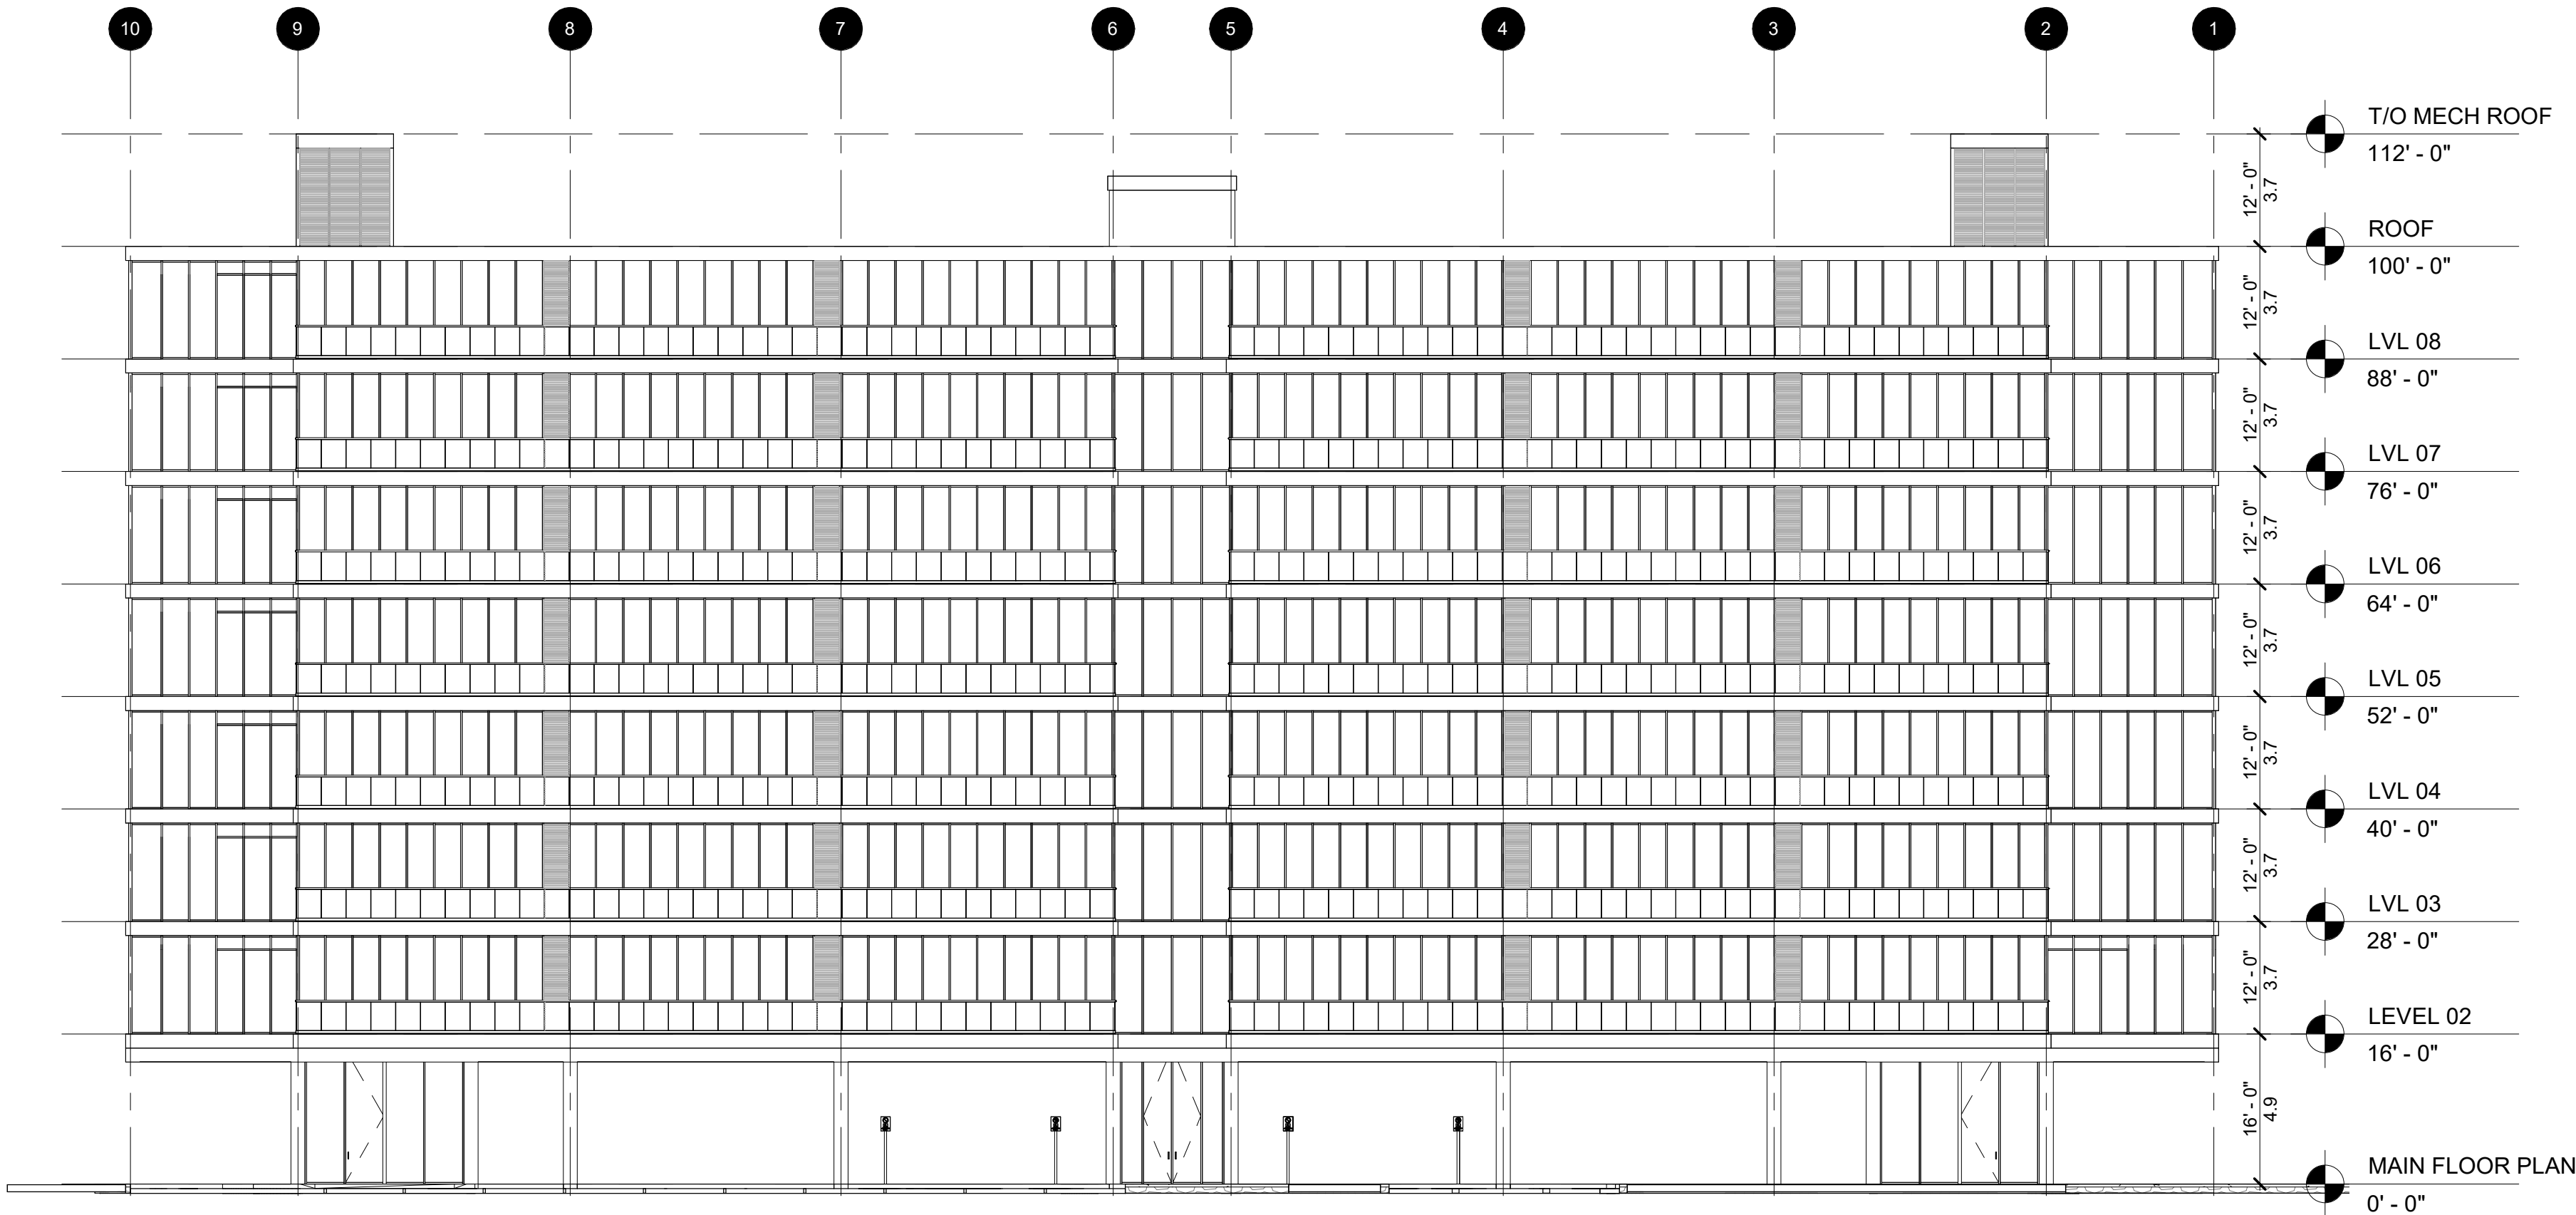 10 9 8 7 6 5 4 3 2 1
T/O MECH ROOF
112' - 0"
12' - 0"
3.7
ROOF
100' - 0"
12' - 0"
3.7
LVL 08
88' - 0"
12' - 0"
3.7
LVL 07
76' - 0"
12' - 0"
3.7
LVL 06
64' - 0"
12' - 0"
3.7
LVL 05
52' - 0"
12' - 0"
3.7
LVL 04
40' - 0"
12' - 0"
3.7
LVL 03
28' - 0"
12' - 0"
3.7
LEVEL 02
16' - 0"
16' - 0"
4.9
MAIN FLOOR PLAN
0' - 0"